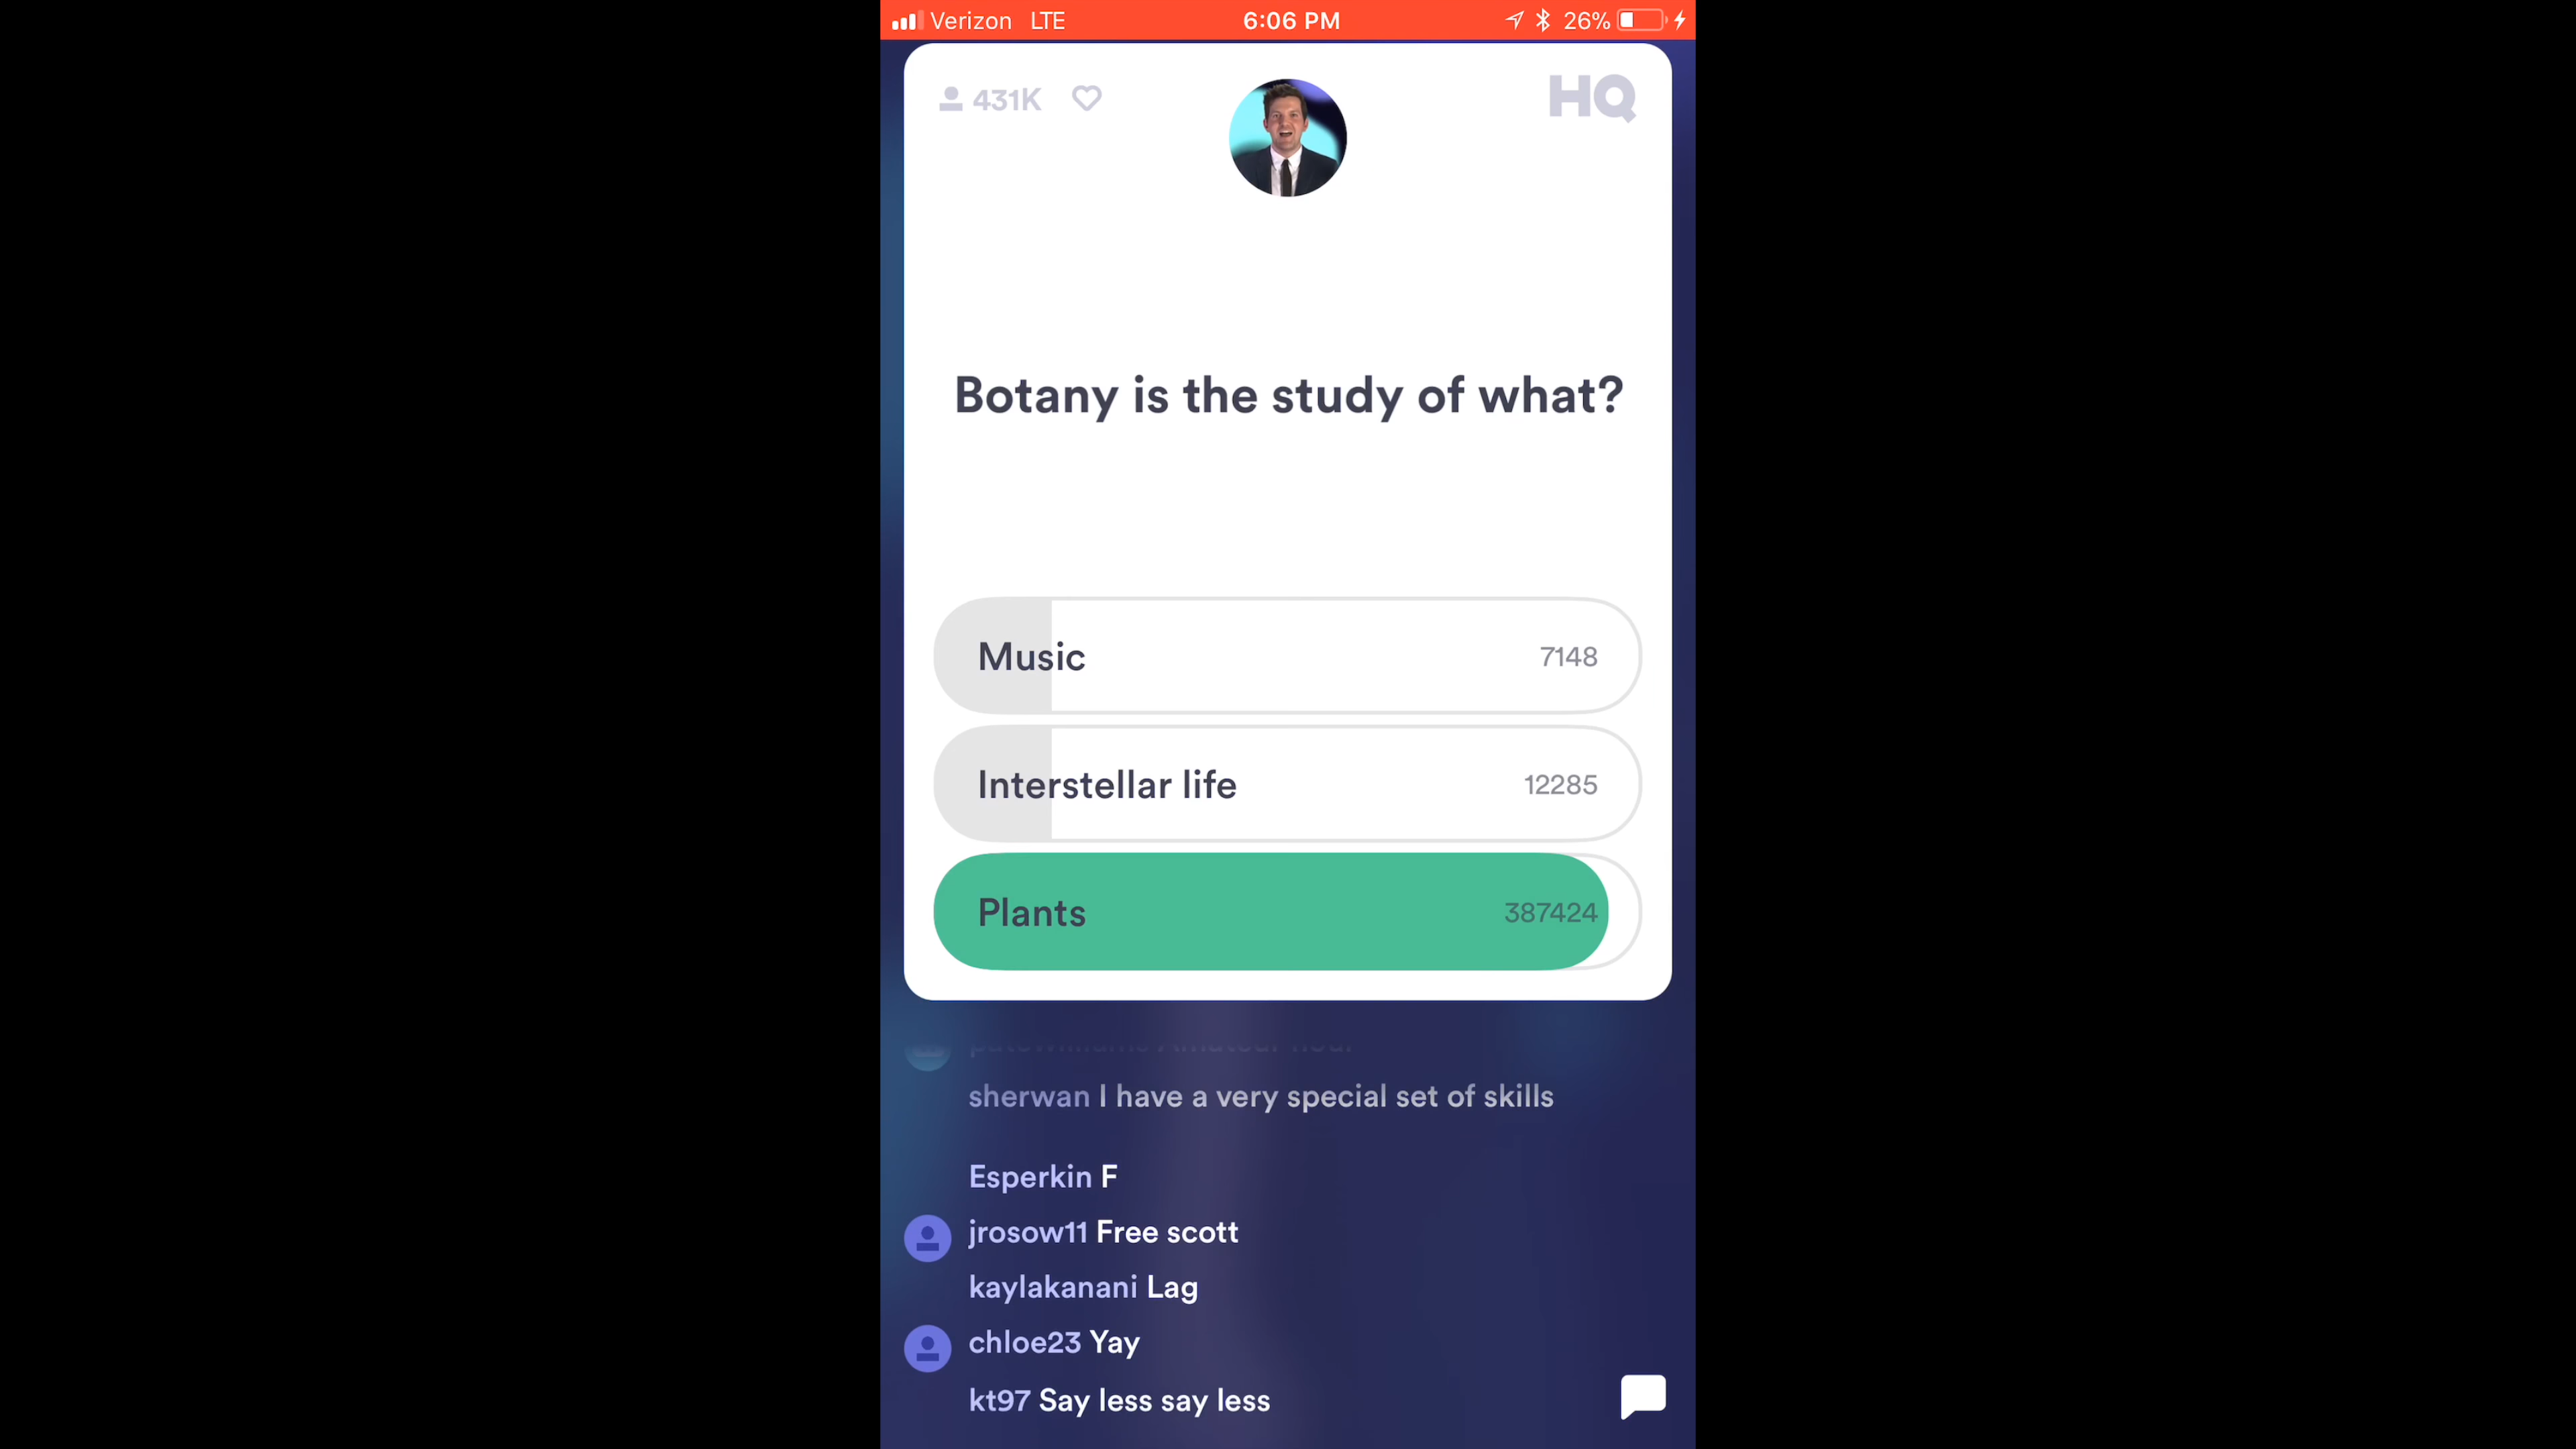 Verizon LTE 6:06 PM 26%
431K HQ
Botany is the study of what?
Music 7148
Interstellar life 12285
Plants 387424
sherwan I have a very special set of skills
Esperkin F
jrosow11 Free scott
kaylakanani Lag
chloe23 Yay
kt97 Say less say less